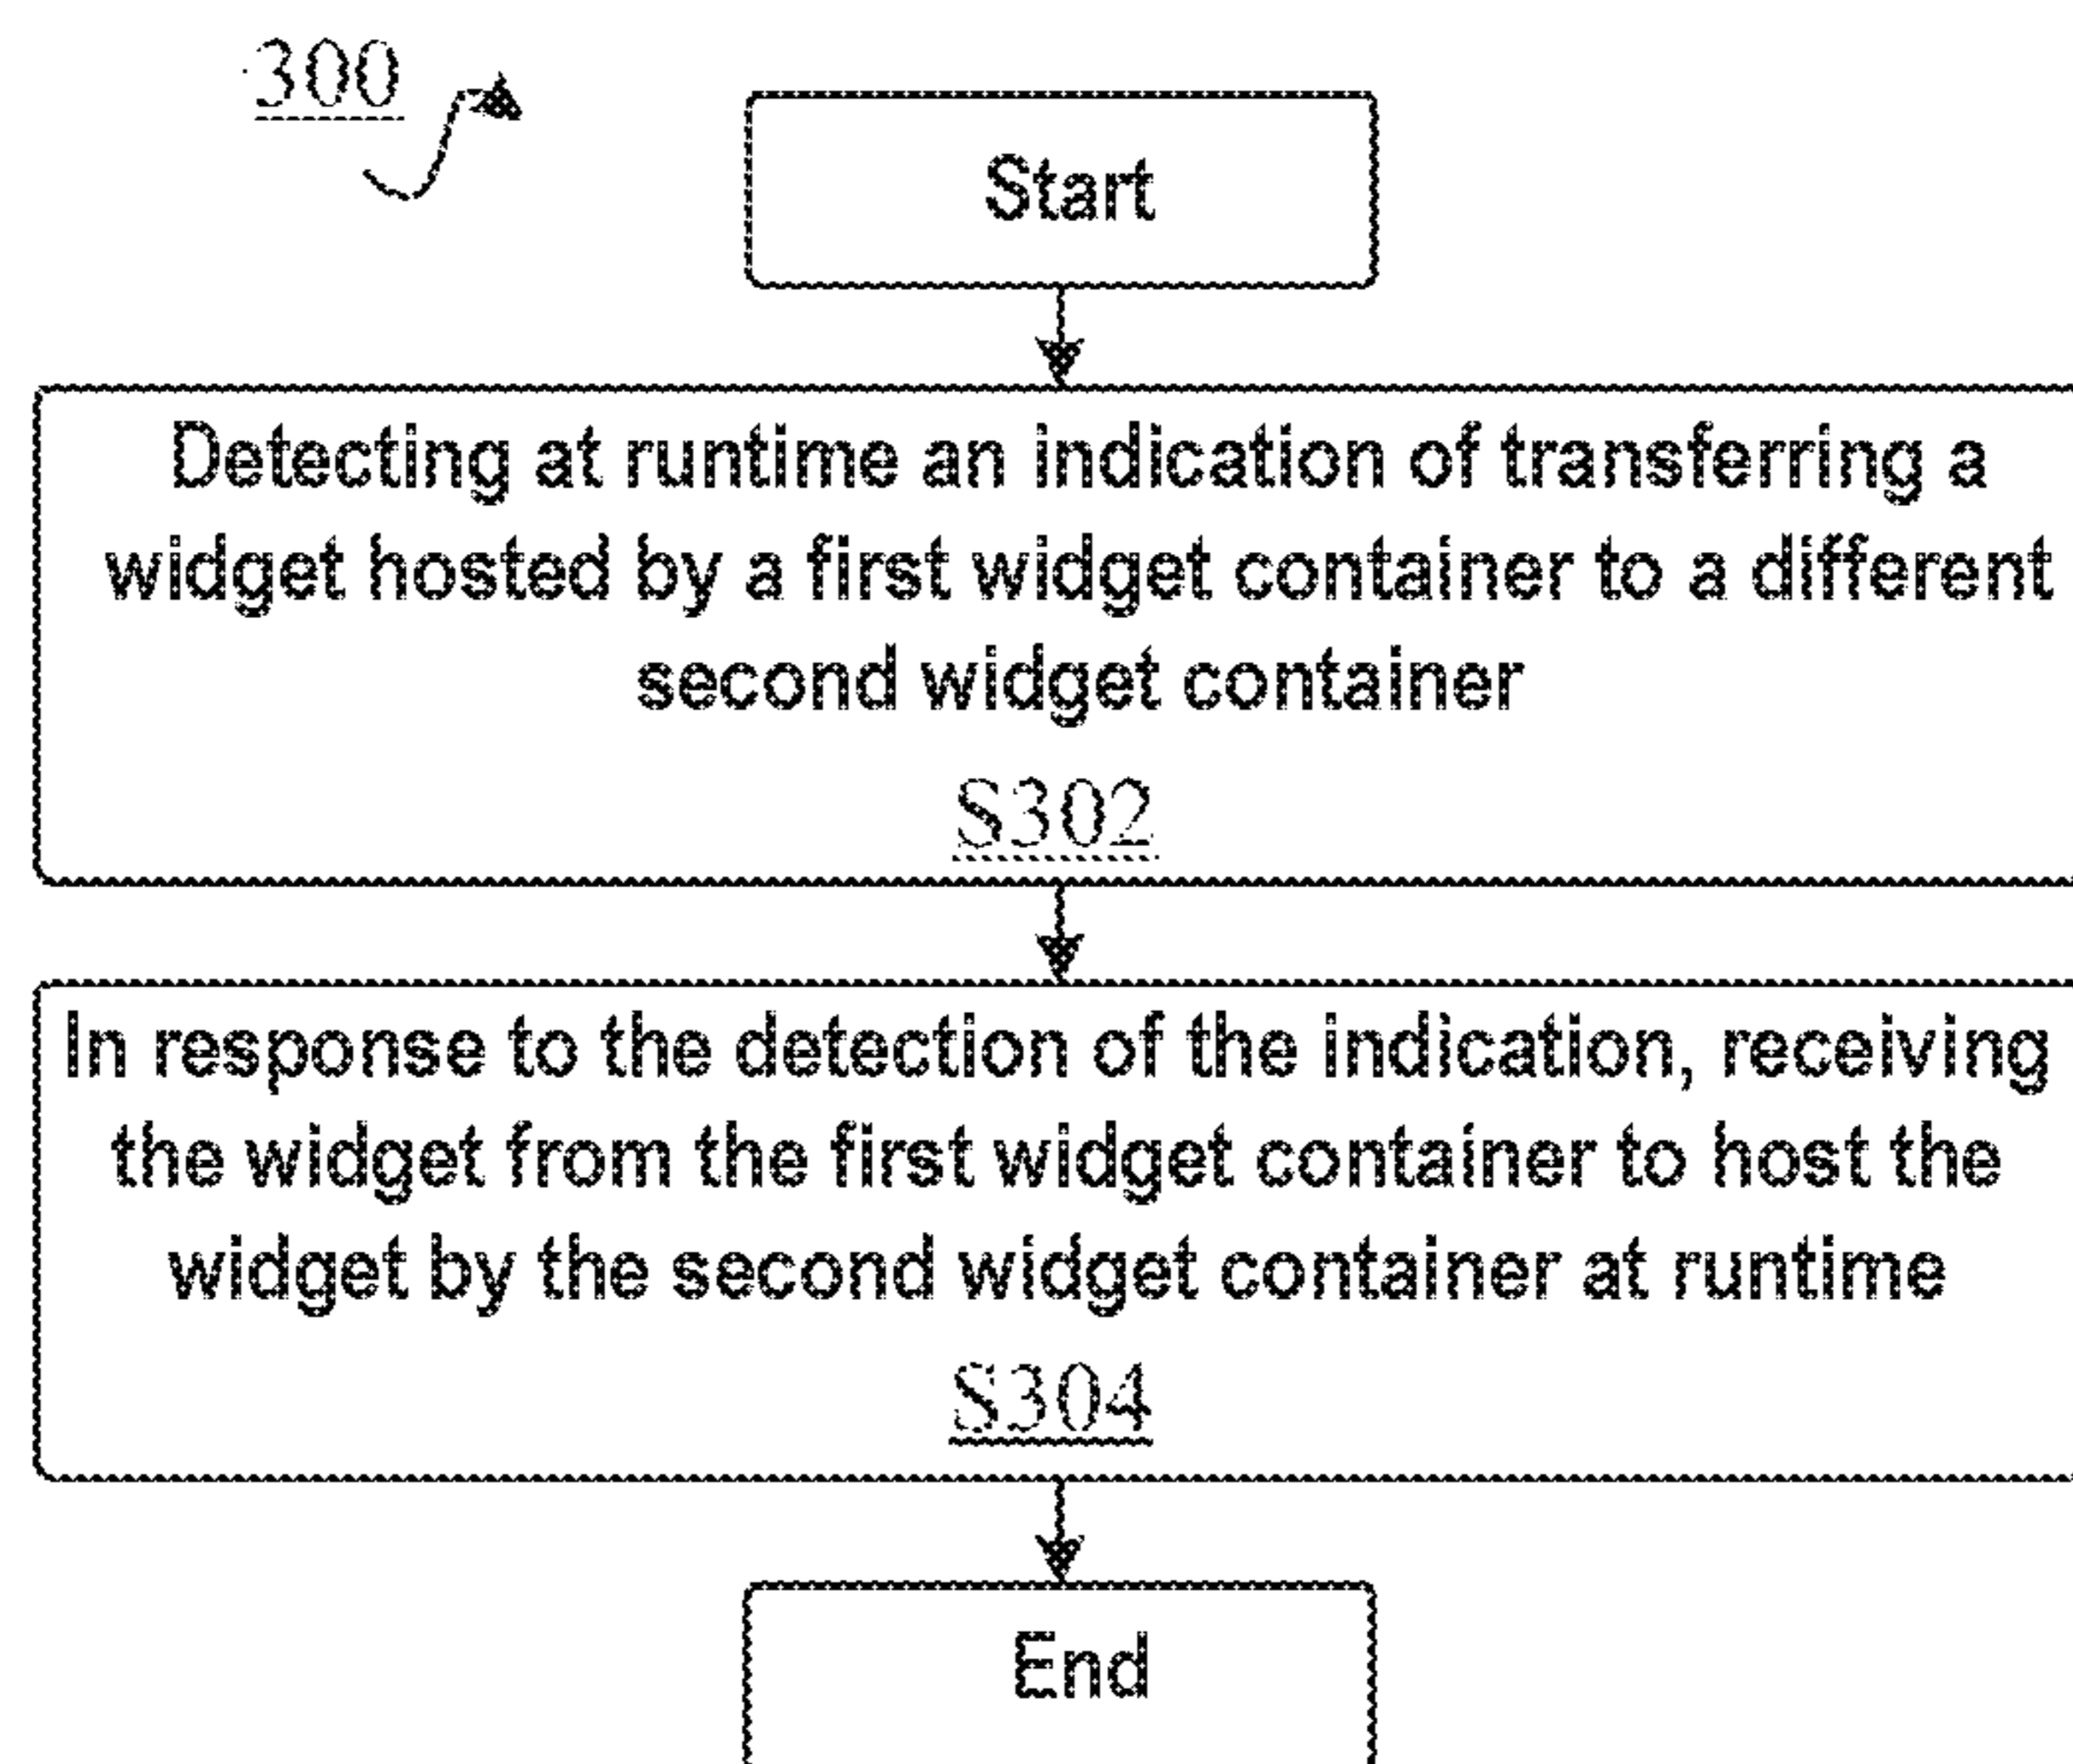 300
Start
Detecting at runtime an indication of transferring a
widget hosted by a first widget container to a different
second widget container
S302
In response to the detection of the indication, receiving
the widget from the first widget container to host the
widget by the second widget container at runtime
S304
End